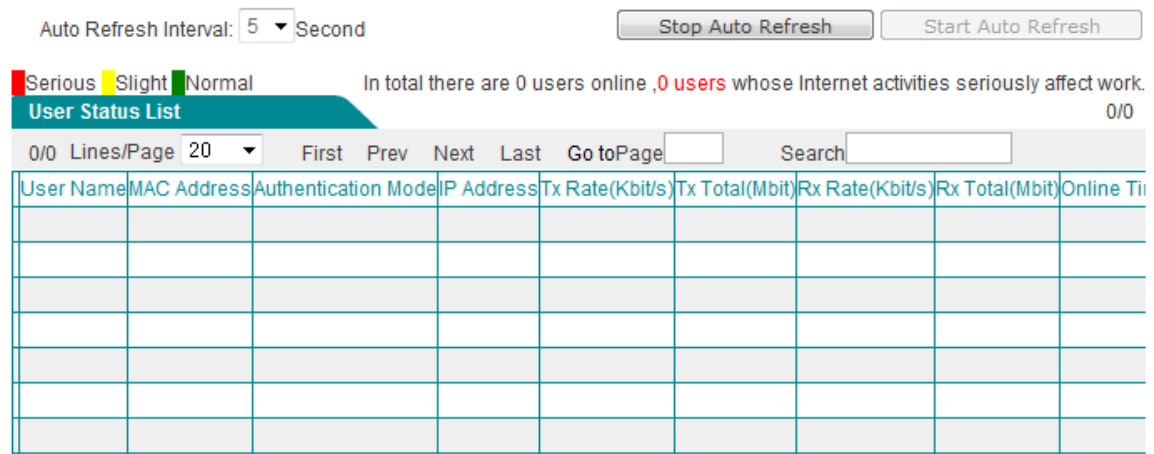 Auto Refresh Interval: 5 Second Stop Auto Refresh Start Auto Refresh
Serious Slight Normal In total there are 0 users online ,0 users whose Internet activities seriously affect work.
User Status List 0/0
0/0 Lines/Page 20 First Prev Next Last Go toPage Search
User Name MAC Address Authentication Mode IP Address Tx Rate(Kbit/s) Tx Total(Mbit) Rx Rate(Kbit/s) Rx Total(Mbit) Online